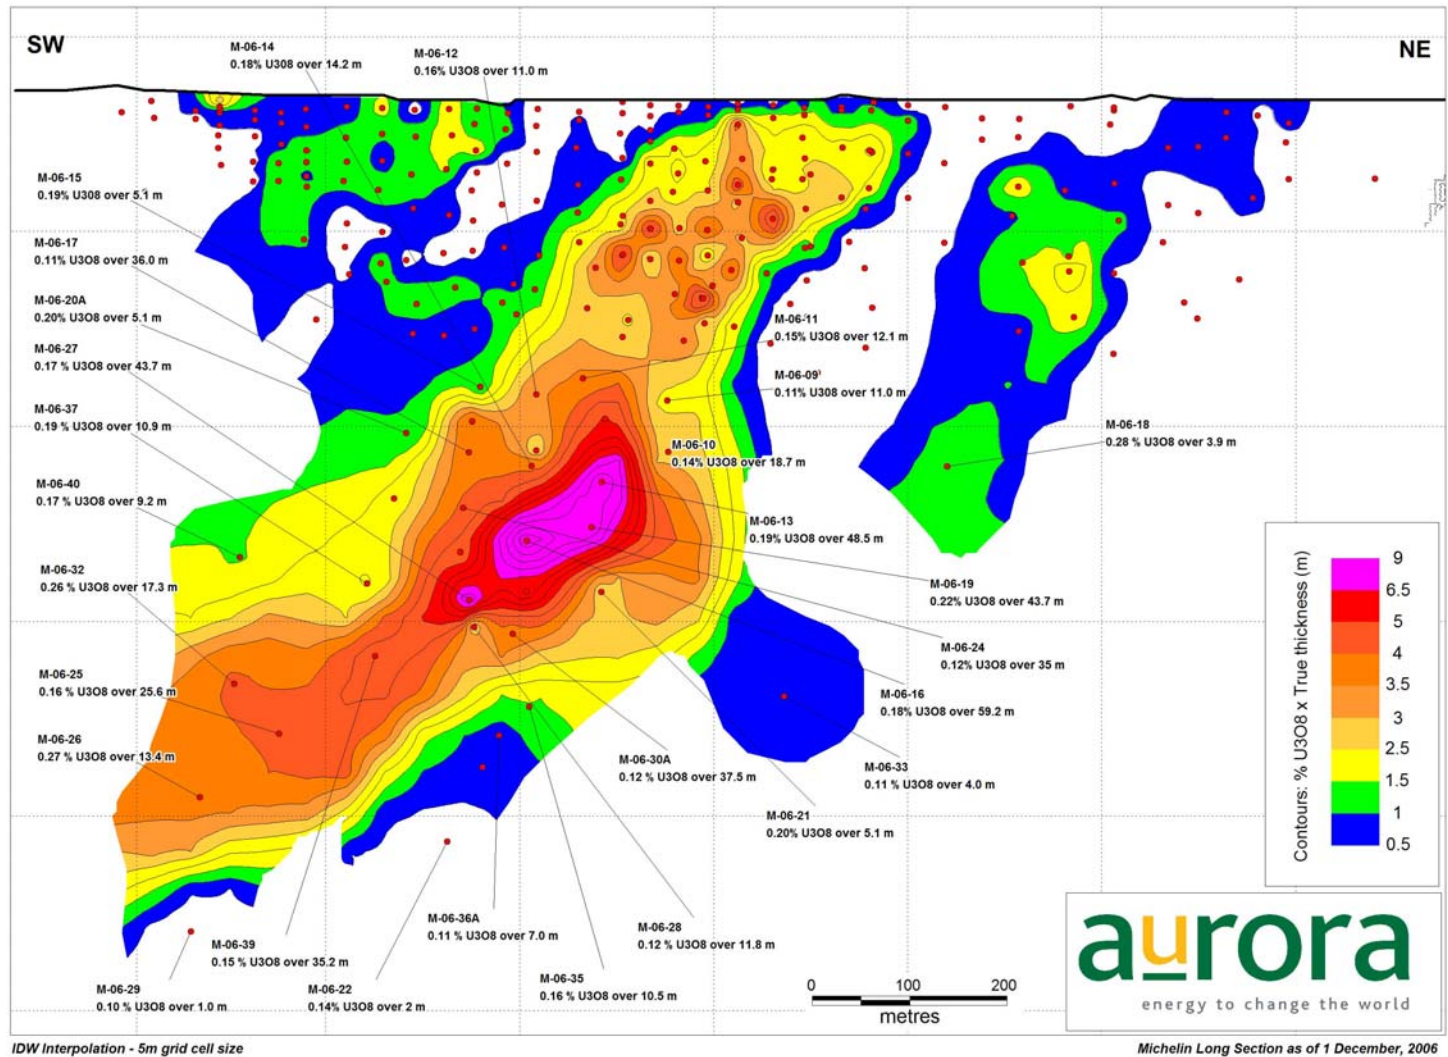 SW
NE
M-06-14
0.18% U308 over 14.2 m
M-06-12
0.16% U3O8 over 11.0 m
M-06-15
0.19% U308 over 5.1 m
M-06-17
0.11% U3O8 over 36.0 m
M-06-20A
0.20% U3O8 over 5.1 m
M-06-27
0.17 % U3O8 over 43.7 m
M-06-37
0.19 % U3O8 over 10.9 m
M-06-40
0.17 % U3O8 over 9.2 m
M-06-32
0.26 % U3O8 over 17.3 m
M-06-25
0.16 % U3O8 over 25.6 m
M-06-26
0.27 % U3O8 over 13.4 m
M-06-11
0.15% U3O8 over 12.1 m
M-06-09
0.11% U308 over 11.0 m
M-06-10
0.14% U3O8 over 18.7 m
M-06-18
0.28 % U3O8 over 3.9 m
M-06-13
0.19% U3O8 over 48.5 m
M-06-19
0.22% U3O8 over 43.7 m
M-06-24
0.12% U3O8 over 35 m
M-06-16
0.18% U3O8 over 59.2 m
M-06-33
0.11 % U3O8 over 4.0 m
M-06-30A
0.12 % U3O8 over 37.5 m
M-06-21
0.20% U3O8 over 5.1 m
M-06-36A
0.11 % U3O8 over 7.0 m
M-06-28
0.12 % U3O8 over 11.8 m
M-06-39
0.15 % U3O8 over 35.2 m
M-06-35
0.16 % U3O8 over 10.5 m
M-06-29
0.10 % U3O8 over 1.0 m
M-06-22
0.14% U3O8 over 2 m
Contours: % U3O8 x True thickness (m)
9
6.5
5
4
3.5
3
2.5
1.5
1
0.5
0 100 200
metres
aurora
energy to change the world
IDW Interpolation - 5m grid cell size
Michelin Long Section as of 1 December, 2006